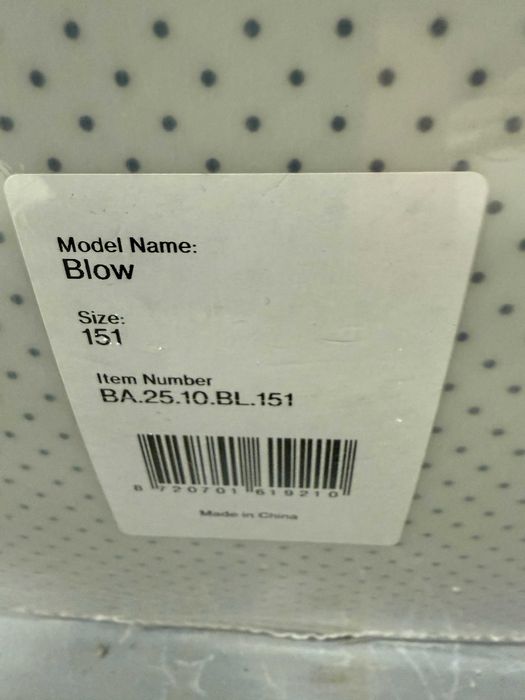 Model Name:
Blow
Size:
151
Item Number
BA.25.10.BL.151
8 720701 619210
Made in China